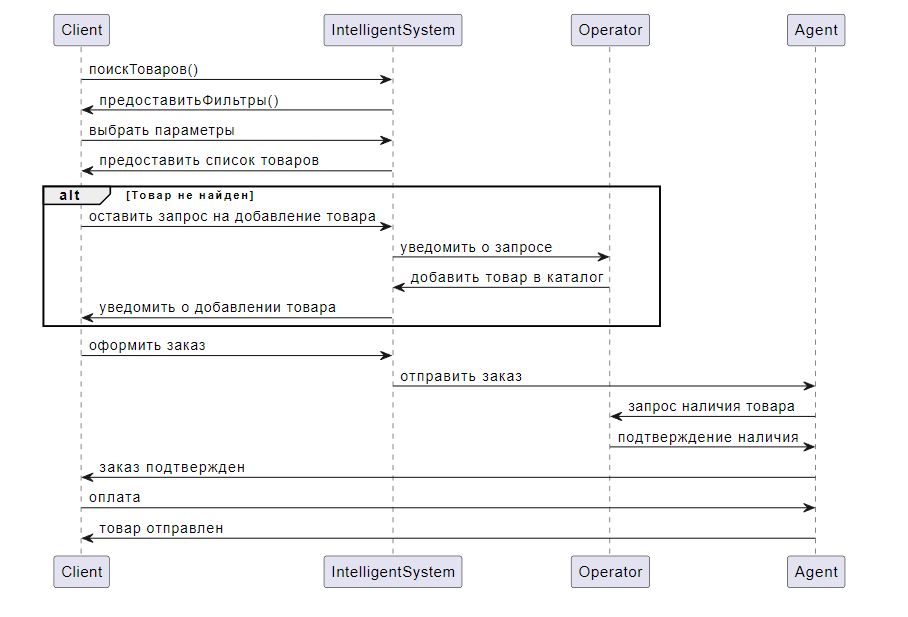 Client IntelligentSystem Operator Agent
поискТоваров()
предоставитьФильтры()
выбрать параметры
предоставить список товаров
alt [Товар не найден]
оставить запрос на добавление товара
уведомить о запросе
добавить товар в каталог
уведомить о добавлении товара
оформить заказ
отправить заказ
запрос наличия товара
подтверждение наличия
заказ подтвержден
оплата
товар отправлен
Client IntelligentSystem Operator Agent